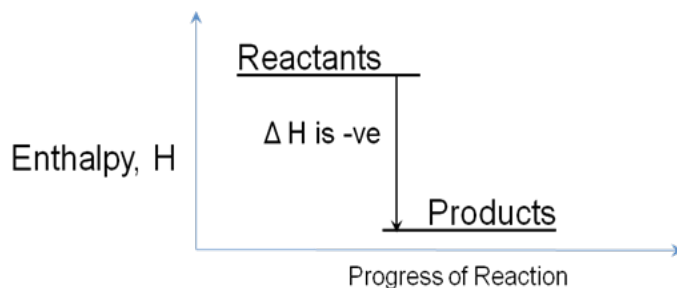 Reactants
Δ H is -ve
Enthalpy, H
Products
Progress of Reaction